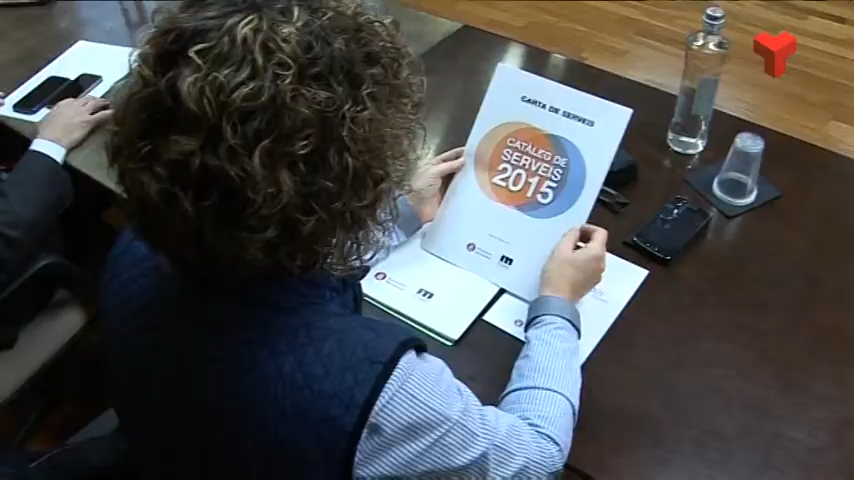 CARTA DE SERVEIS
CATÀLEG DE
SERVEIS
2015
m
m